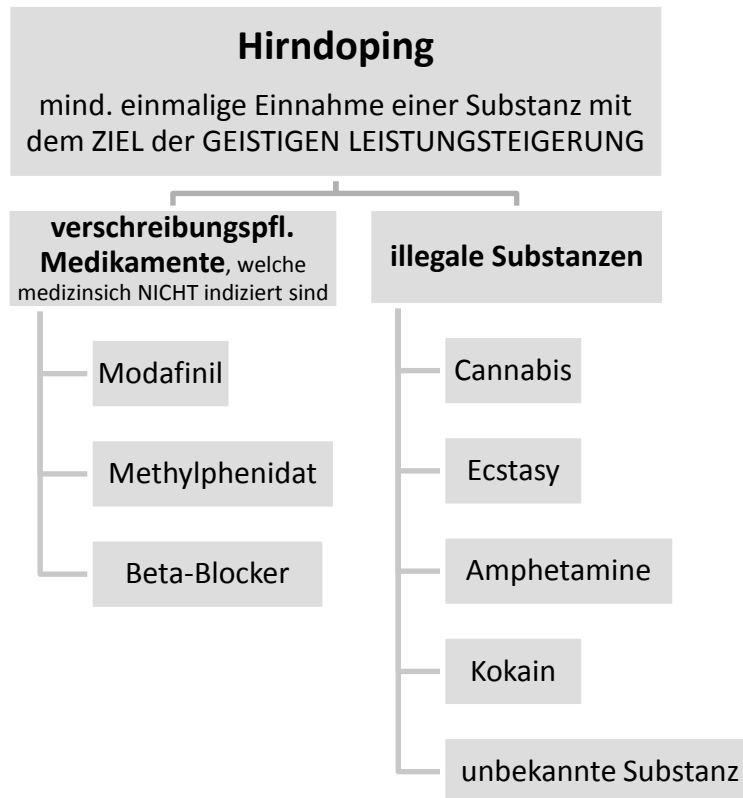 Hirndoping
mind. einmalige Einnahme einer Substanz mit
dem ZIEL der GEISTIGEN LEISTUNGSTEIGERUNG
verschreibungspfl.
Medikamente, welche
medizinsich NICHT indiziert sind
Modafinil
Methylphenidat
Beta-Blocker
illegale Substanzen
Cannabis
Ecstasy
Amphetamine
Kokain
unbekannte Substanz